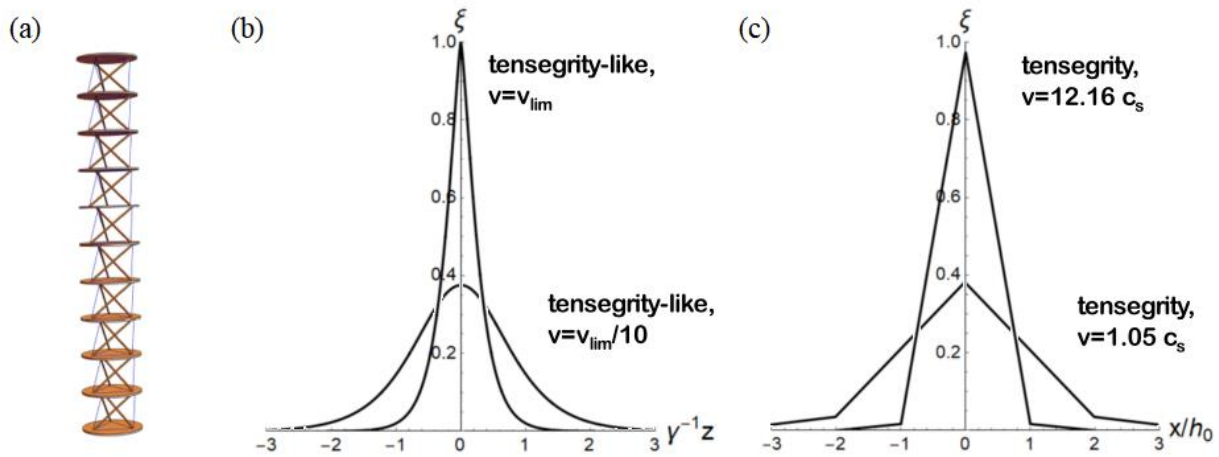 (a)
(b)
(c)
ξ
1.0
0.8
0.6
0.4
0.2
tensegrity-like,
v=v_lim
tensegrity-like,
v=v_lim/10
−3
−2
−1
0
1
2
3
γ⁻¹z
ξ
1.0
0.8
0.6
0.4
0.2
tensegrity,
v=12.16 c_s
tensegrity,
v=1.05 c_s
−3
−2
−1
0
1
2
3
x/h₀